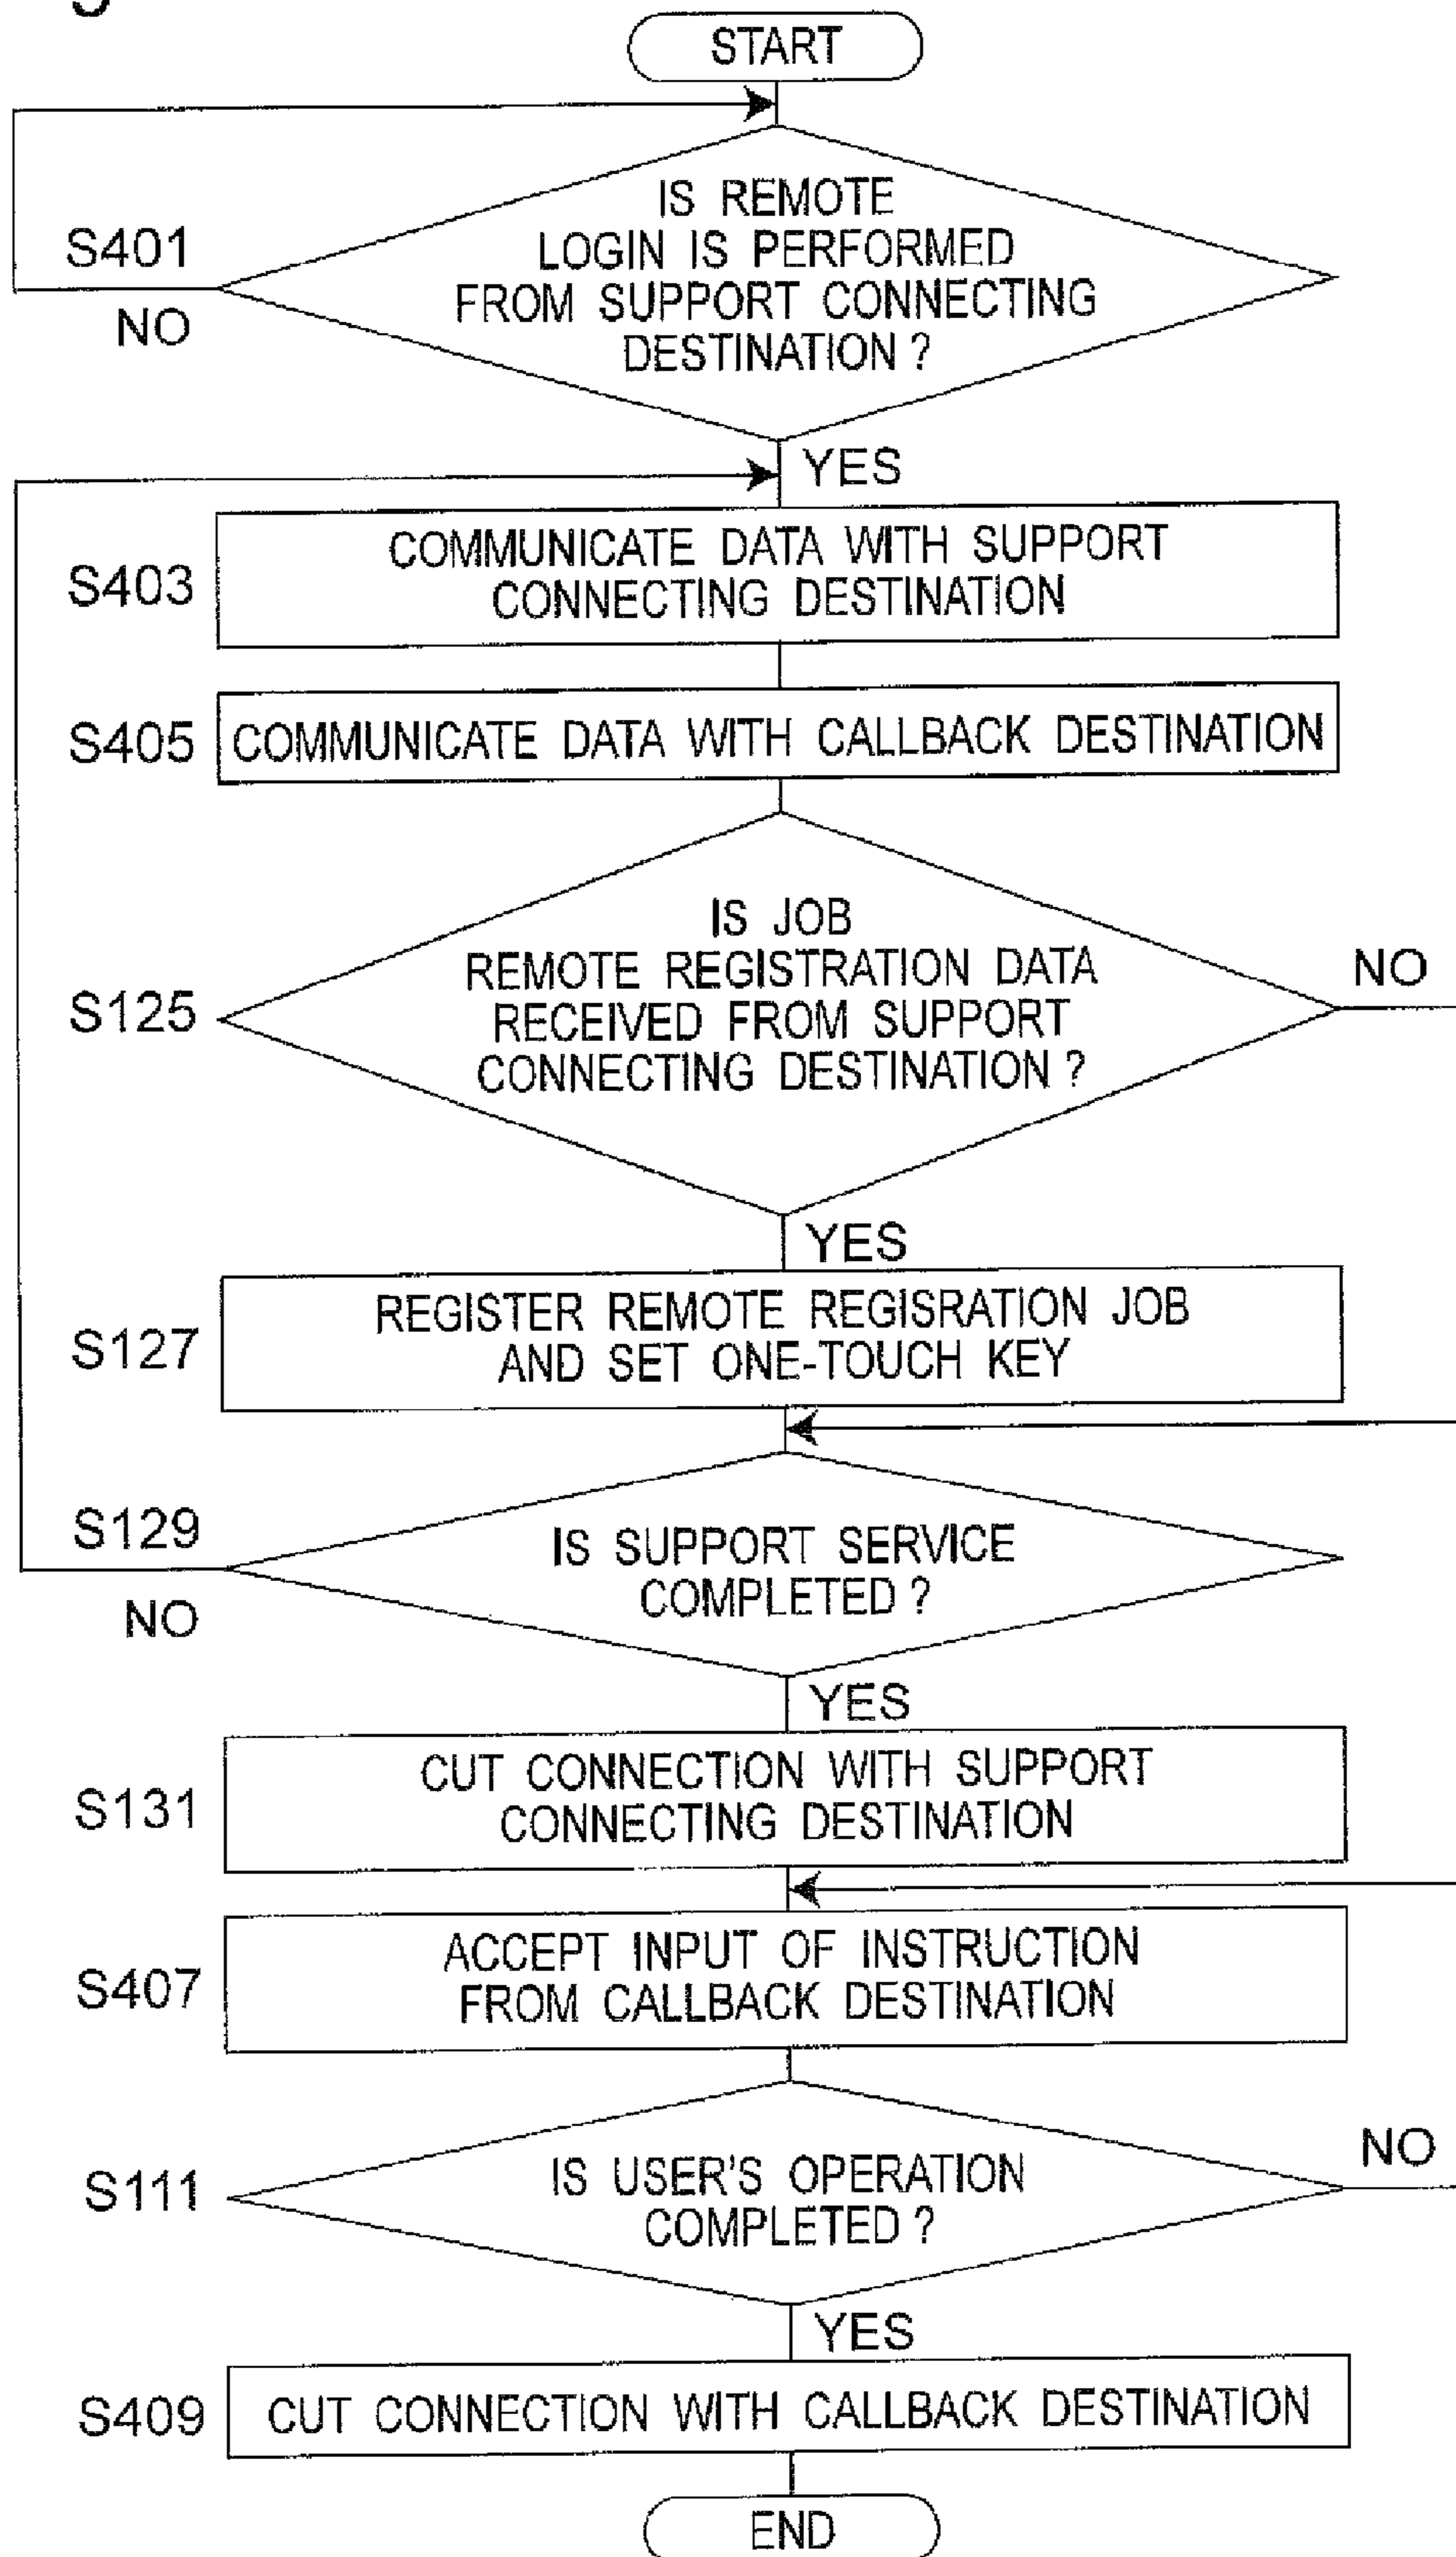 START
IS REMOTE
LOGIN IS PERFORMED
FROM SUPPORT CONNECTING
DESTINATION ?
S401
NO
YES
S403
COMMUNICATE DATA WITH SUPPORT
CONNECTING DESTINATION
S405
COMMUNICATE DATA WITH CALLBACK DESTINATION
S125
IS JOB
REMOTE REGISTRATION DATA
RECEIVED FROM SUPPORT
CONNECTING DESTINATION ?
NO
YES
S127
REGISTER REMOTE REGISRATION JOB
AND SET ONE-TOUCH KEY
S129
IS SUPPORT SERVICE
COMPLETED ?
NO
YES
S131
CUT CONNECTION WITH SUPPORT
CONNECTING DESTINATION
S407
ACCEPT INPUT OF INSTRUCTION
FROM CALLBACK DESTINATION
S111
IS USER'S OPERATION
COMPLETED ?
NO
YES
S409
CUT CONNECTION WITH CALLBACK DESTINATION
END